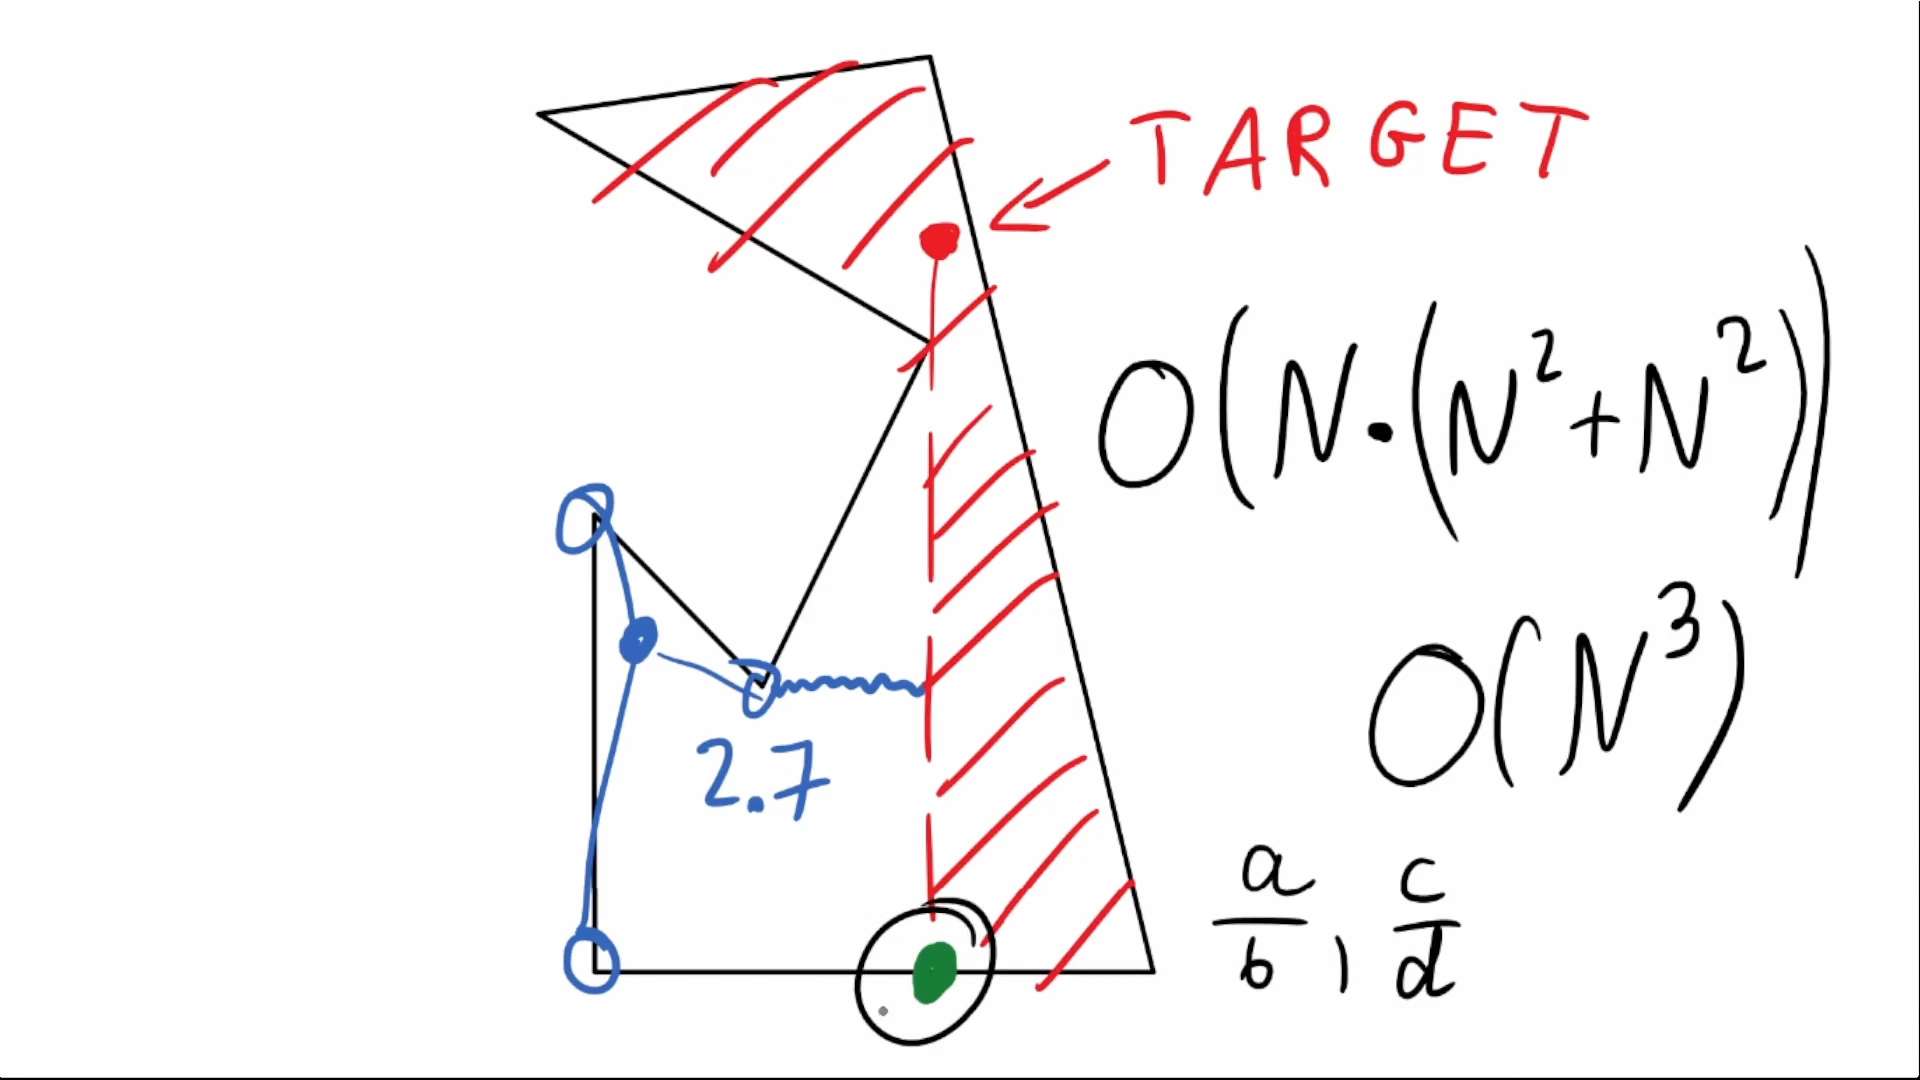 TARGET
O(N·(N²+N²))
O(N³)
2.7
a/b, c/d